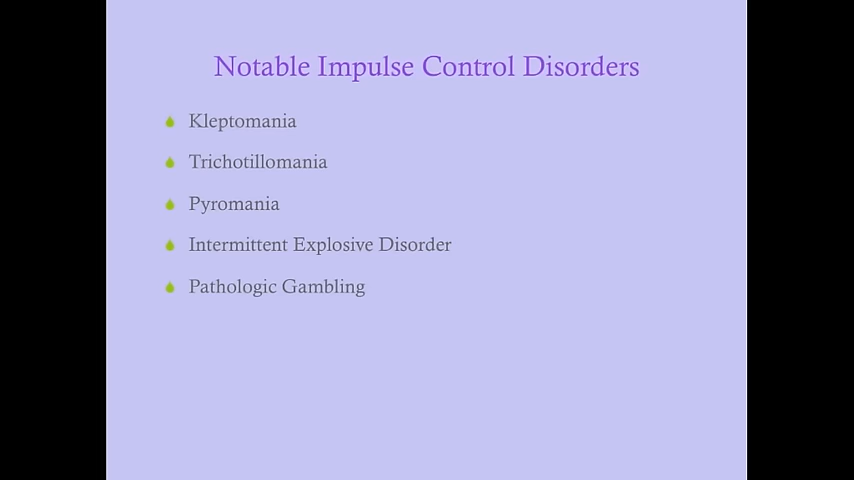 Notable Impulse Control Disorders
Kleptomania
Trichotillomania
Pyromania
Intermittent Explosive Disorder
Pathologic Gambling